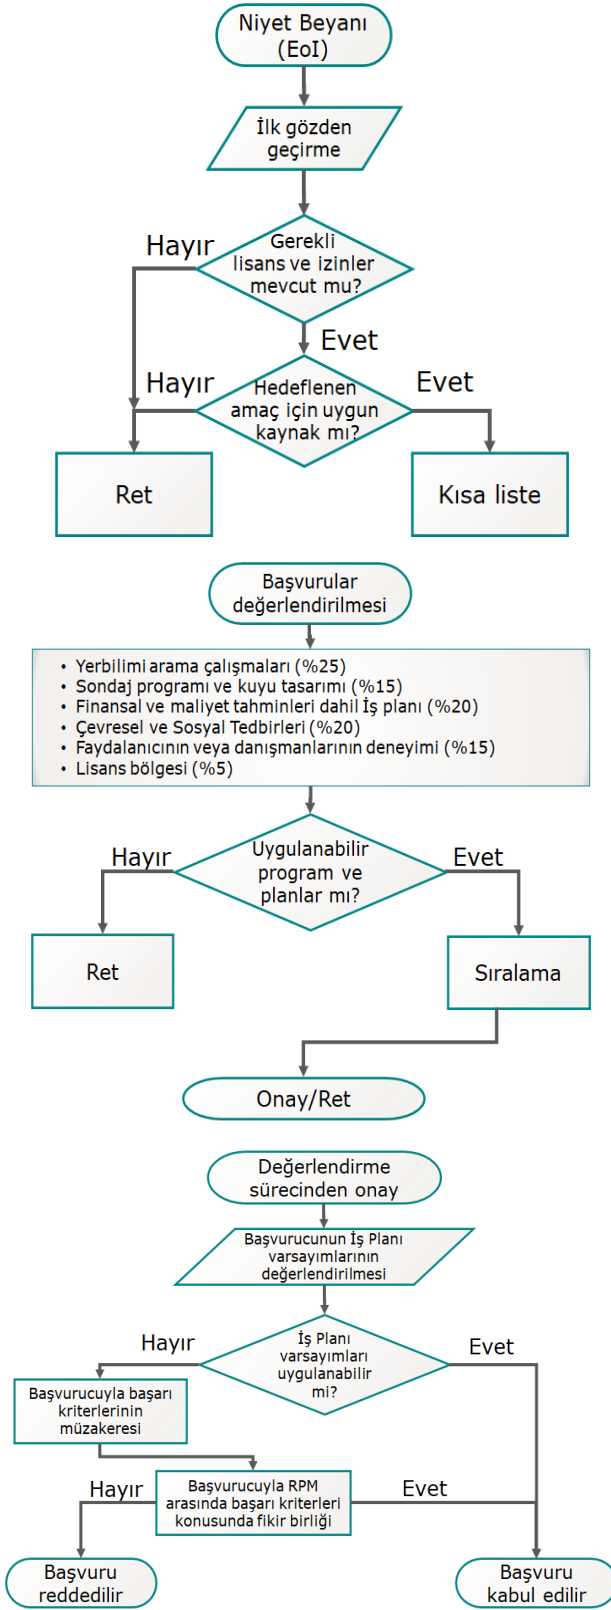 Niyet Beyanı
(EoI)
İlk gözden
geçirme
Hayır
Gerekli
lisans ve izinler
mevcut mu?
Evet
Hayır
Hedeflenen
amaç için uygun
kaynak mı?
Evet
Ret
Kısa liste
Başvurular
değerlendirilmesi
• Yerbilimi arama çalışmaları (%25)
• Sondaj programı ve kuyu tasarımı (%15)
• Finansal ve maliyet tahminleri dahil İş planı (%20)
• Çevresel ve Sosyal Tedbirleri (%20)
• Faydalanıcının veya danışmanlarının deneyimi (%15)
• Lisans bölgesi (%5)
Hayır
Uygulanabilir
program ve
planlar mı?
Evet
Ret
Sıralama
Onay/Ret
Değerlendirme
sürecinden onay
Başvurucunun İş Planı
varsayımlarının
değerlendirilmesi
Hayır
İş Planı
varsayımları
uygulanabilir
mi?
Evet
Başvurucuyla başarı
kriterlerinin
müzakeresi
Hayır
Başvurucuyla RPM
arasında başarı kriterleri
konusunda fikir birliği
Evet
Başvuru
reddedilir
Başvuru
kabul edilir